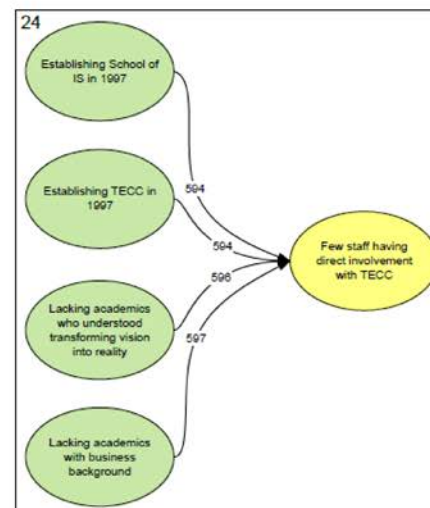 24
Establishing School of
IS in 1997
594
Establishing TECC in
1997
594
Few staff having
direct involvement
with TECC
Lacking academics
who understood
transforming vision
into reality
596
597
Lacking academics
with business
background